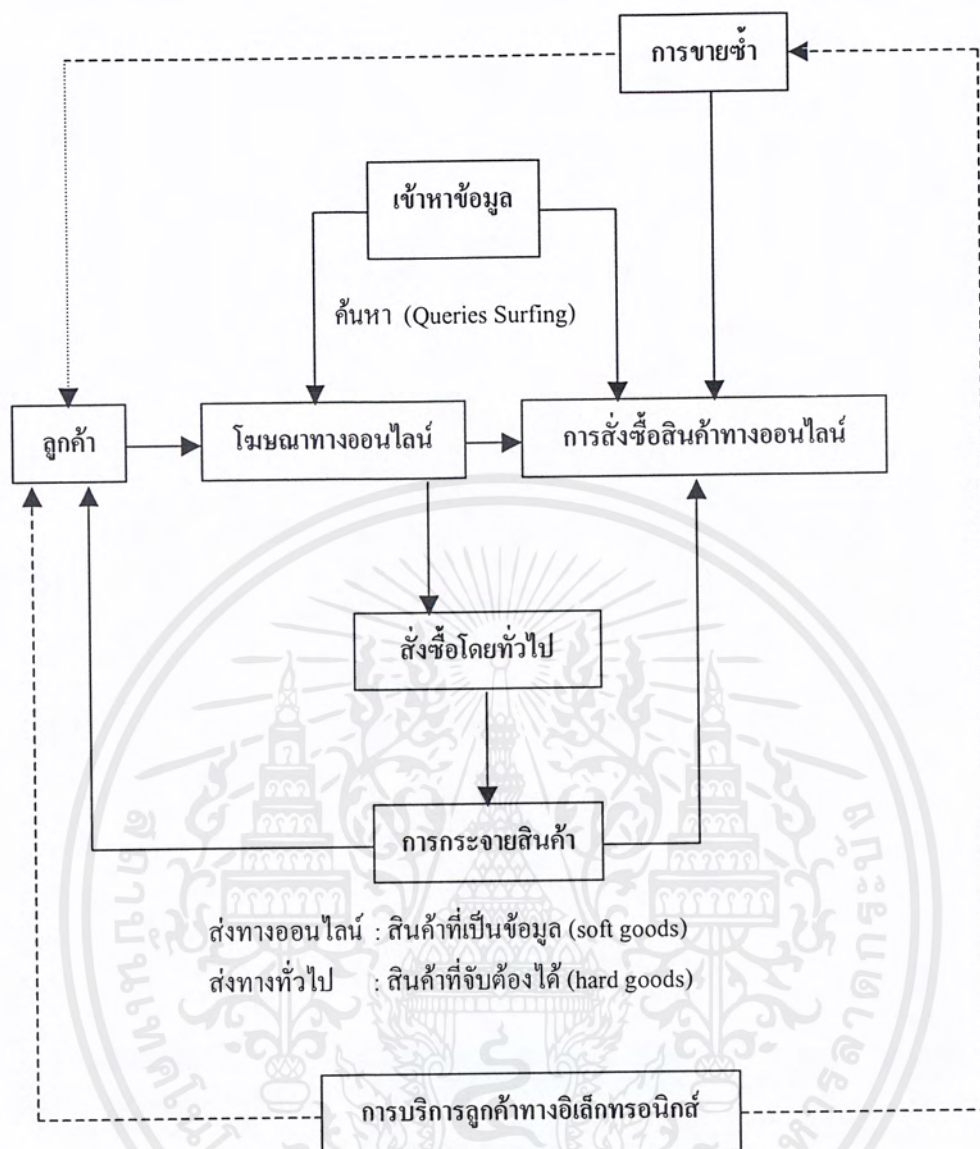 การขายซ้ำ
เข้าหาข้อมูล
ค้นหา (Queries Surfing)
ลูกค้า
โฆษณาทางออนไลน์
การสั่งซื้อสินค้าทางออนไลน์
สั่งซื้อโดยทั่วไป
การกระจายสินค้า
ส่งทางออนไลน์ : สินค้าที่เป็นข้อมูล (soft goods)
ส่งทางทั่วไป : สินค้าที่จับต้องได้ (hard goods)
การบริการลูกค้าทางอิเล็กทรอนิกส์